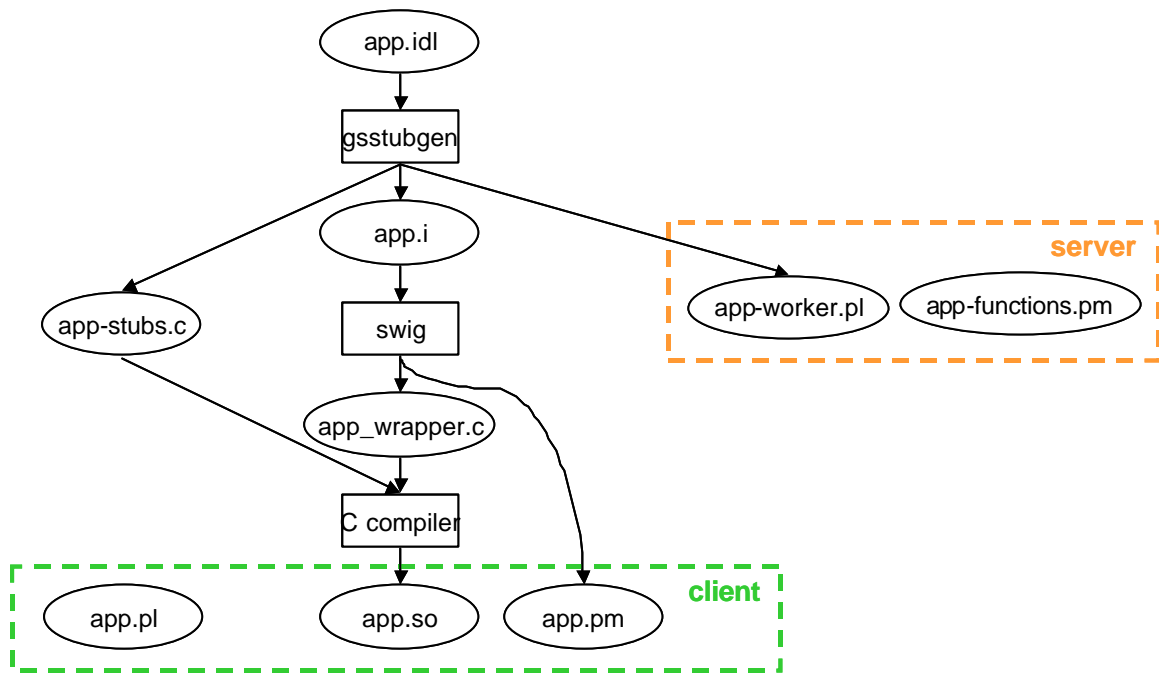 app.idl
gsstubgen
app.i
server
app-stubs.c
swig
app-worker.pl
app-functions.pm
app_wrapper.c
C compiler
client
app.pl
app.so
app.pm